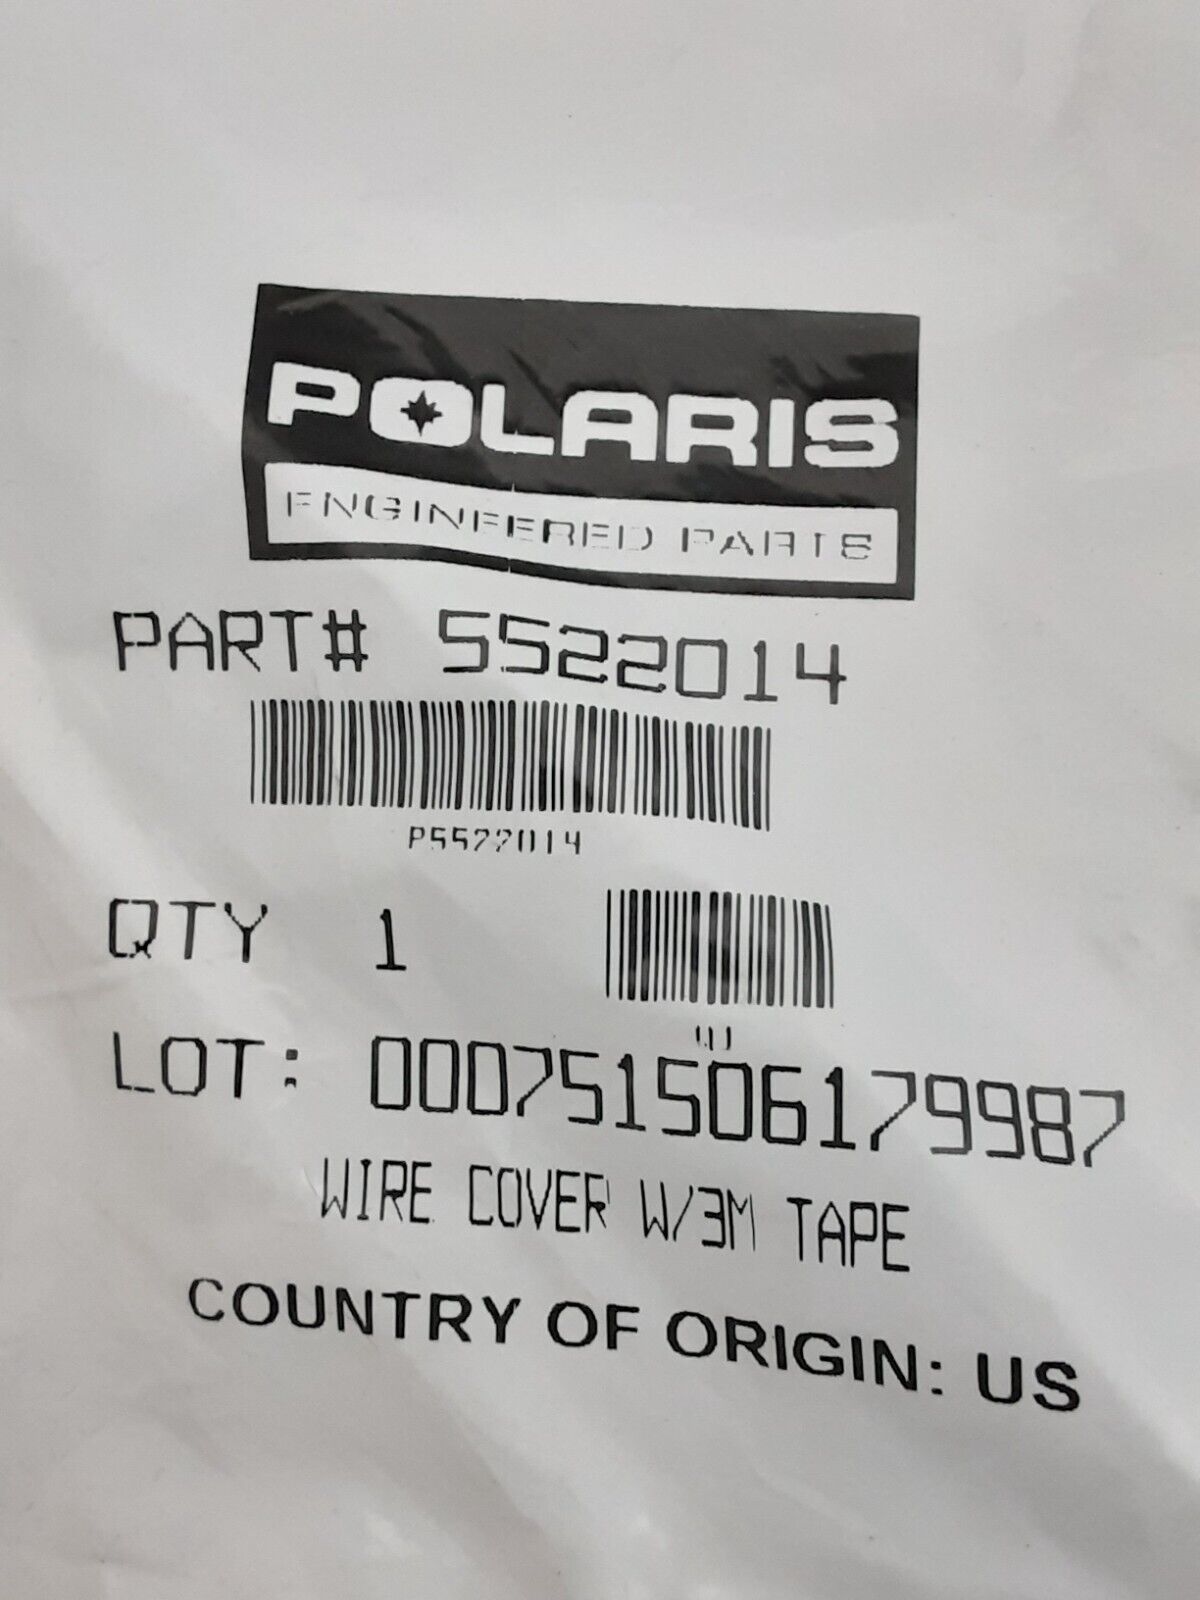 POLARIS
ENGINEERED PARTS
PART# 5522014
P5522014
QTY 1
LOT: 000751506179987
WIRE COVER W/3M TAPE
COUNTRY OF ORIGIN: US